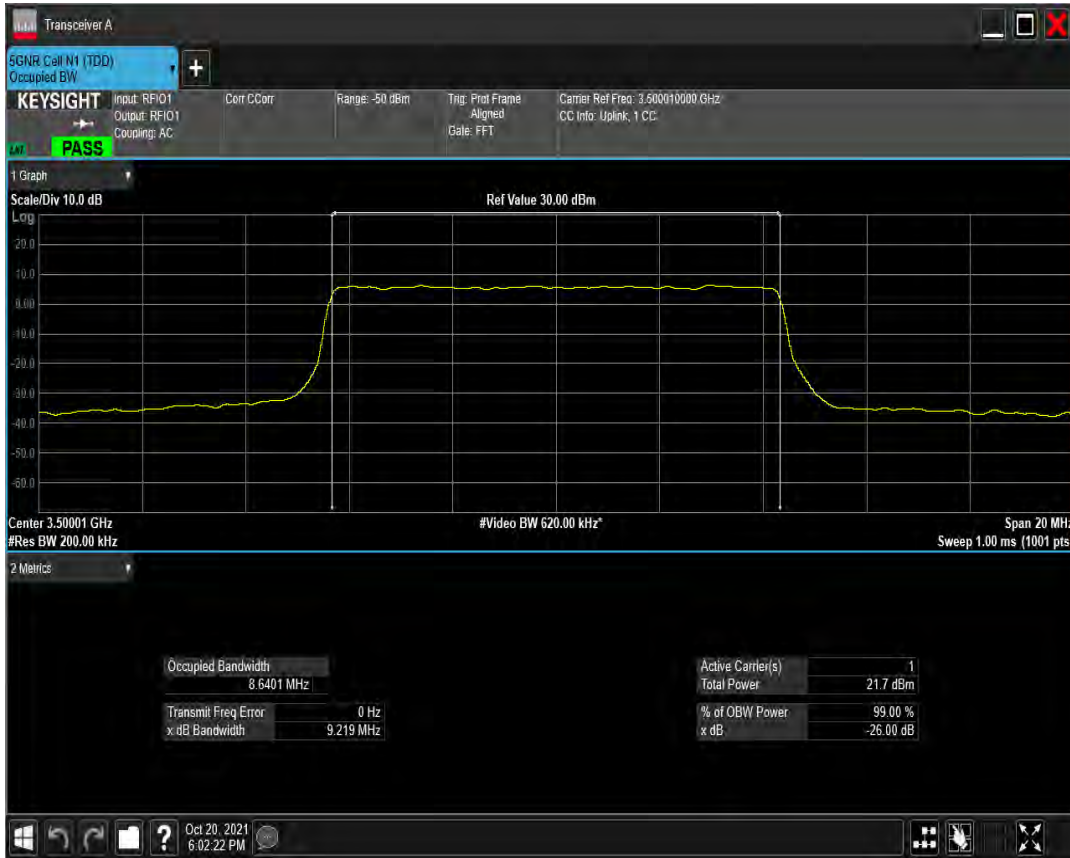 Transceiver A
5GNR Cell N1 (TDD)
Occupied BW
+
KEYSIGHT
PASS
Input: RFIO1
Output: RFIO1
Coupling: AC
Corr CCorr
Range: -50 dBm
Trig: Prot Frame
Aligned
Gate: FFT
Carrier Ref Freq: 3.500010000 GHz
CC Info: Uplink, 1 CC
1 Graph
Scale/Div 10.0 dB
Ref Value 30.00 dBm
Log
20.0
10.0
0.00
-10.0
-20.0
-30.0
-40.0
-50.0
-60.0
Center 3.50001 GHz
#Video BW 620.00 kHz*
Span 20 MHz
#Res BW 200.00 kHz
Sweep 1.00 ms (1001 pts
2 Metrics
Occupied Bandwidth
8.6401 MHz
Transmit Freq Error 0 Hz
x dB Bandwidth 9.219 MHz
Active Carrier(s) 1
Total Power 21.7 dBm
% of OBW Power 99.00 %
x dB -26.00 dB
?
Oct 20, 2021
6:02:22 PM